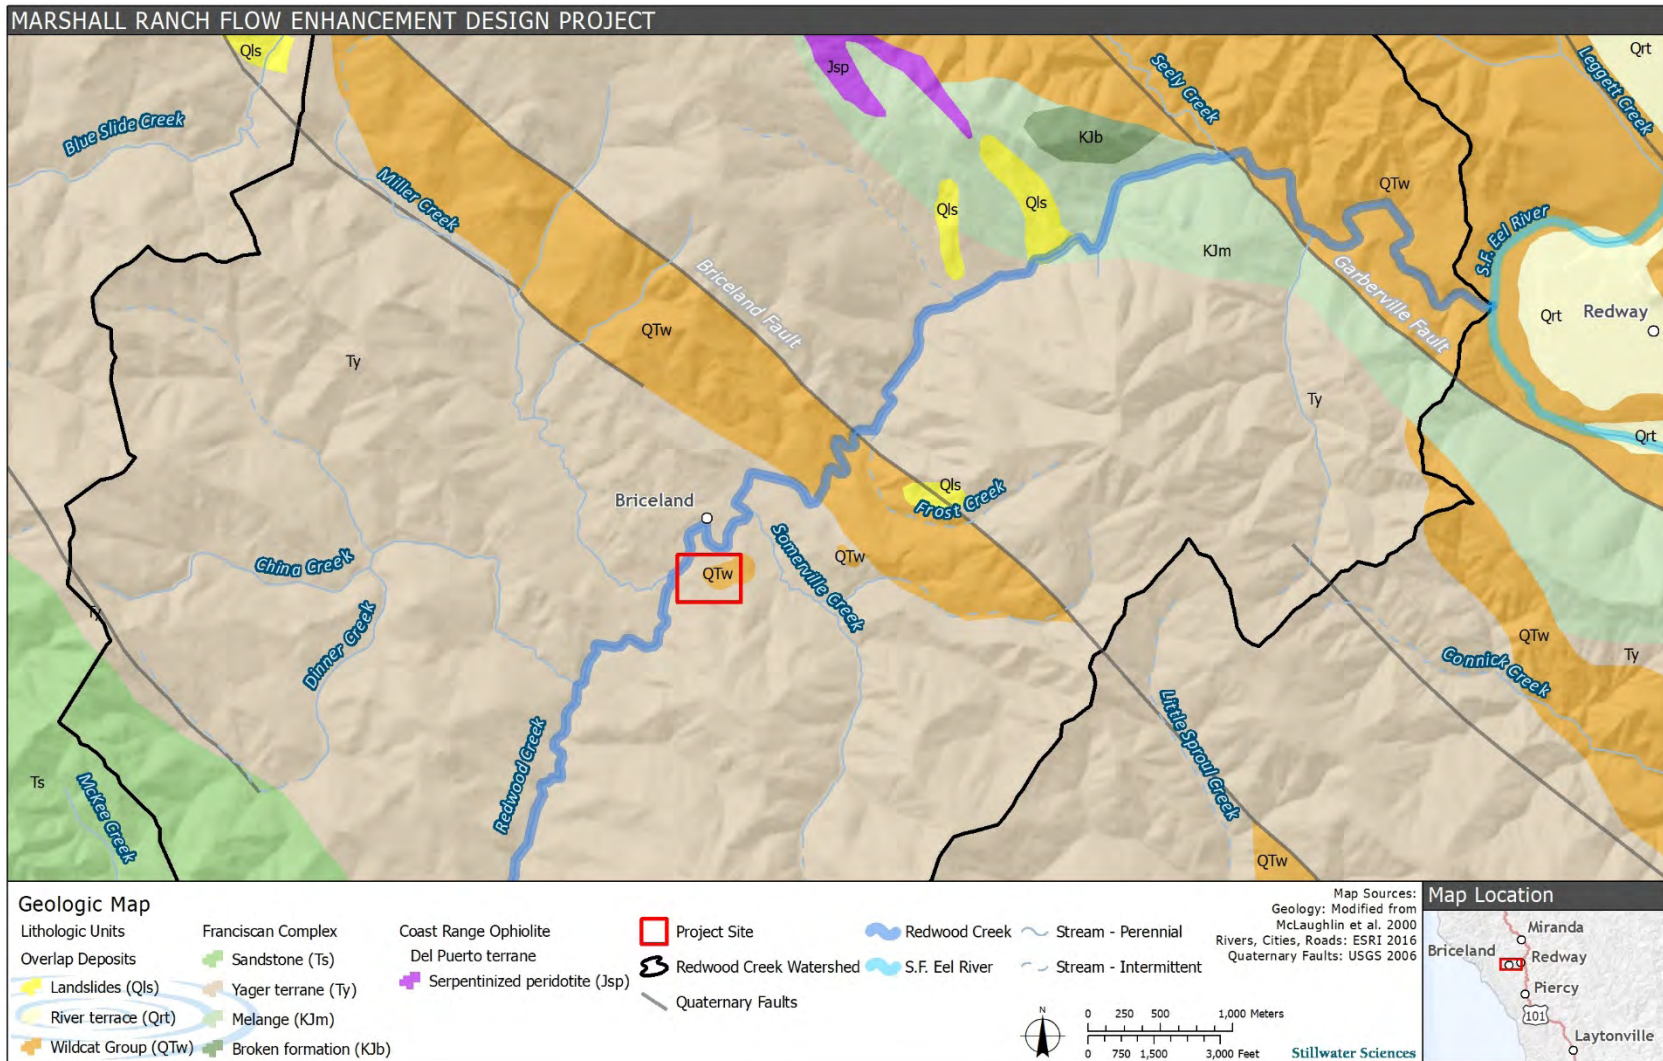 MARSHALL RANCH FLOW ENHANCEMENT DESIGN PROJECT
Qls
Blue Slide Creek
Miller Creek
Jsp
KJb
Seely Creek
Leggett Creek
Qrt
Qls
Qls
QTw
KJm
S.F. Eel River
Briceland Fault
Garberville Fault
Qrt
Redway
QTw
Ty
Ty
Qrt
Briceland
Qls
Frost Creek
China Creek
QTw
Somerville Creek
QTw
Ty
Dinner Creek
QTw
Ty
Connick Creek
Redwood Creek
Little Sproul Creek
Ts
McKee Creek
QTw
Geologic Map
Lithologic Units
Overlap Deposits
Landslides (Qls)
River terrace (Qrt)
Wildcat Group (QTw)
Franciscan Complex
Sandstone (Ts)
Yager terrane (Ty)
Melange (KJm)
Broken formation (KJb)
Coast Range Ophiolite
Del Puerto terrane
Serpentinized peridotite (Jsp)
Project Site
Redwood Creek Watershed
Quaternary Faults
Redwood Creek
S.F. Eel River
Stream - Perennial
Stream - Intermittent
N
0 250 500 1,000 Meters
0 750 1,500 3,000 Feet
Map Sources:
Geology: Modified from
McLaughlin et al. 2000
Rivers, Cities, Roads: ESRI 2016
Quaternary Faults: USGS 2006
Stillwater Sciences
Map Location
Miranda
Briceland
Redway
Piercy
101
Laytonville